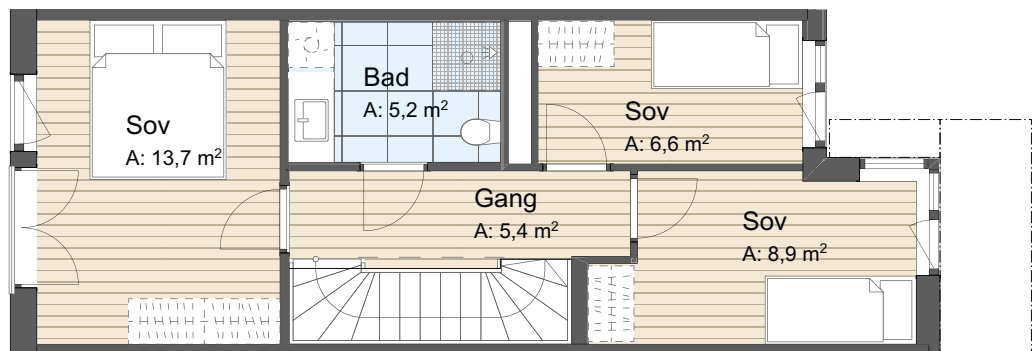 Sov
A: 13,7 m²
Bad
A: 5,2 m²
Sov
A: 6,6 m²
Gang
A: 5,4 m²
Sov
A: 8,9 m²